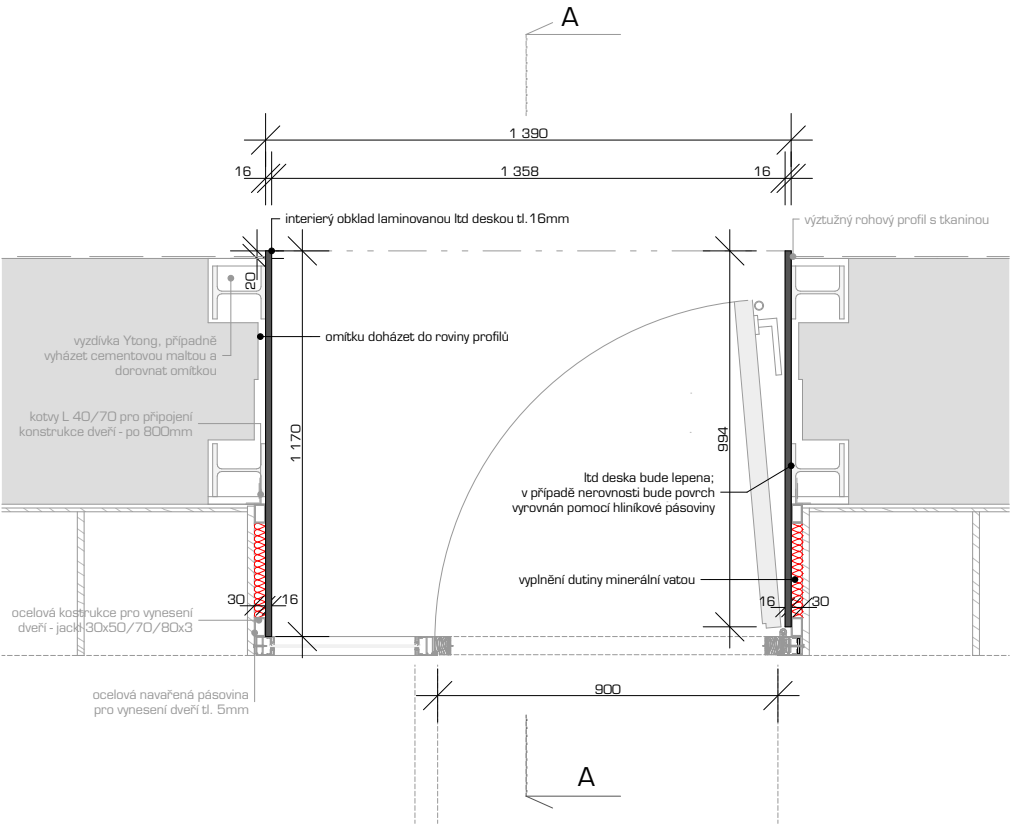 A
1 390
16
1 358
16
interierý obklad laminovanou ltd deskou tl.16mm
výztužný rohový profil s tkaninou
20
omítku doházet do roviny profilů
vyzdívka Ytong, případně
vyházet cementovou maltou a
dorovnat omítkou
kotvy L 40/70 pro připojení
konstrukce dveří - po 800mm
1 170
994
ltd deska bude lepena;
v případě nerovnosti bude povrch
vyrovnán pomocí hliníkové pásoviny
vyplnění dutiny minerální vatou
30
16
16
30
ocelová kostrukce pro vynesení
dveří - jackl 30x50/70/80x3
ocelová navařená pásovina
pro vynesení dveří tl. 5mm
900
A